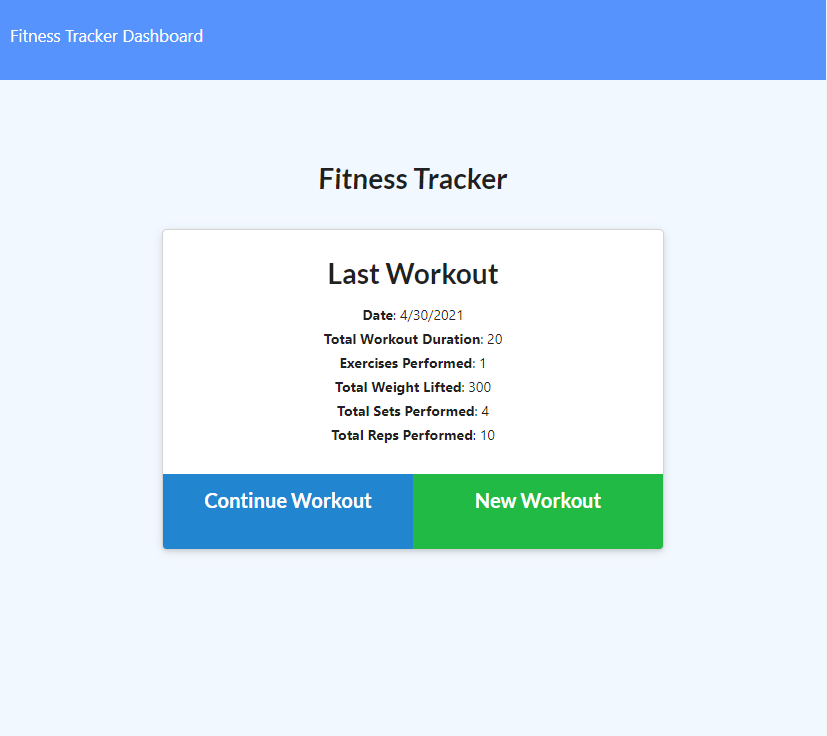 Fitness Tracker Dashboard
Fitness Tracker
Last Workout
Date: 4/30/2021
Total Workout Duration: 20
Exercises Performed: 1
Total Weight Lifted: 300
Total Sets Performed: 4
Total Reps Performed: 10
Continue Workout
New Workout